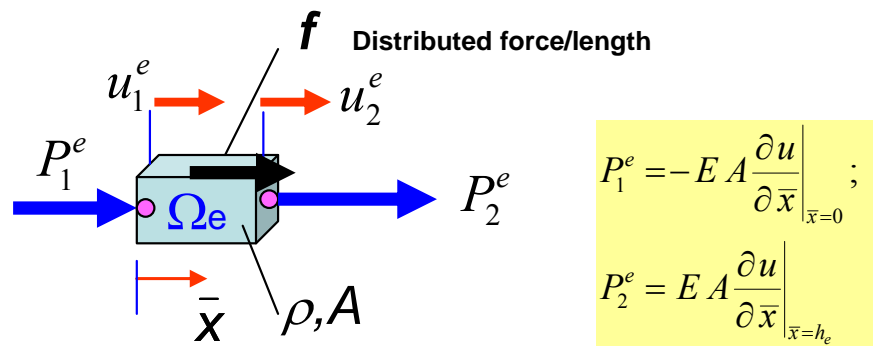 f Distributed force/length
u_1^e u_2^e
P_1^e P_2^e
Ωe
x̄ ρ,A
P_1^e = -E A ∂u/∂x̄ |_{x̄=0} ;
P_2^e = E A ∂u/∂x̄ |_{x̄=h_e}